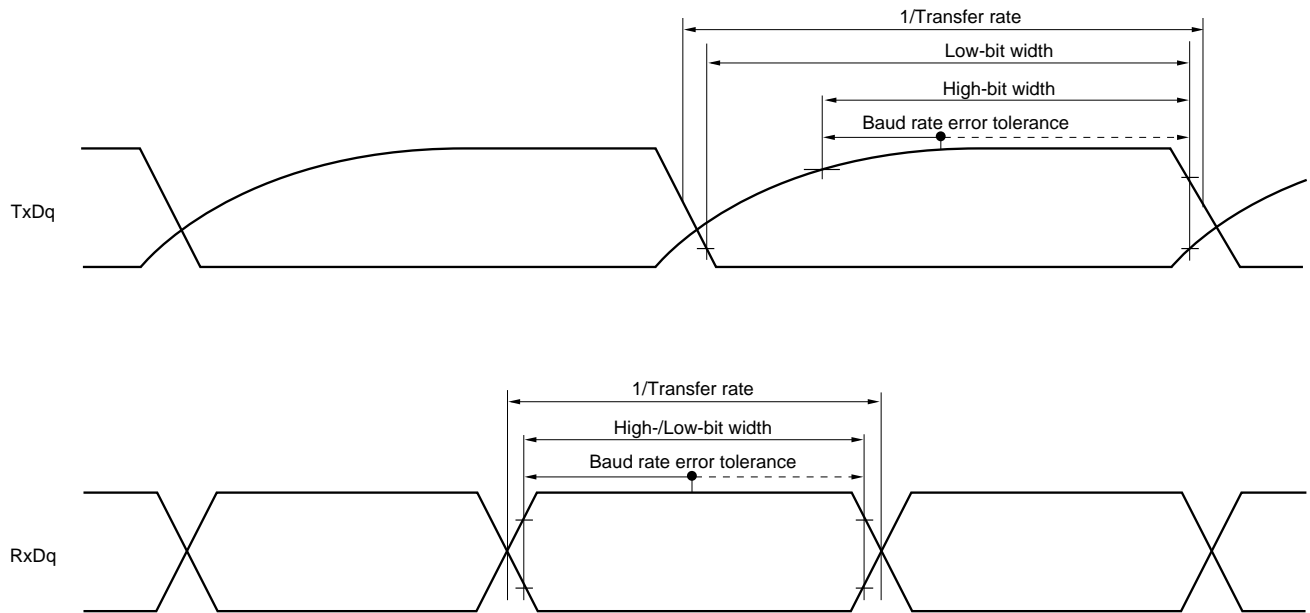 1/Transfer rate
Low-bit width
High-bit width
Baud rate error tolerance
TxDq
1/Transfer rate
High-/Low-bit width
Baud rate error tolerance
RxDq